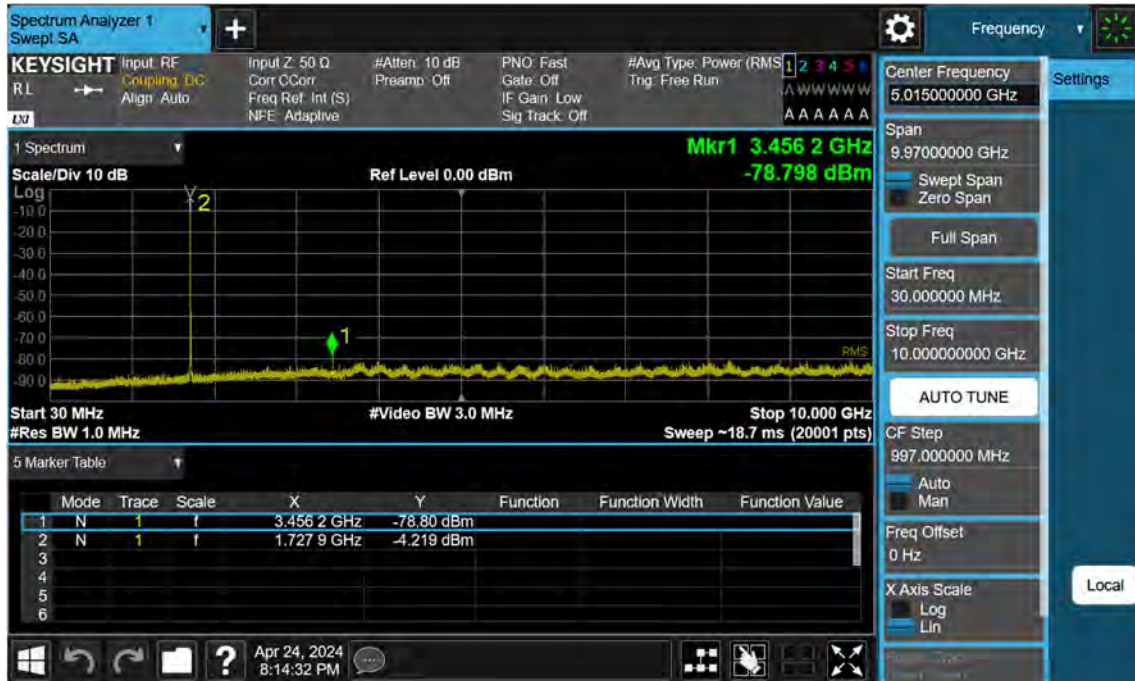 Spectrum Analyzer 1
Swept SA
+
Frequency
KEYSIGHT
R L
LXI
Input: RF
Coupling: DC
Align: Auto
Input Z: 50 Ω
Corr CCorr
Freq Ref: Int (S)
NFE: Adaptive
#Atten: 10 dB
Preamp: Off
PNO: Fast
Gate: Off
IF Gain: Low
Sig Track: Off
#Avg Type: Power (RMS
Trig: Free Run
1 2 3 4 5 6
A W W W W W
A A A A A A
Center Frequency
5.015000000 GHz
Settings
1 Spectrum
Scale/Div 10 dB
Ref Level 0.00 dBm
Mkr1 3.456 2 GHz
-78.798 dBm
Log
-10.0
-20.0
-30.0
-40.0
-50.0
-60.0
-70.0
-80.0
-90.0
2
1
RMS
Start 30 MHz
#Res BW 1.0 MHz
#Video BW 3.0 MHz
Stop 10.000 GHz
Sweep ~18.7 ms (20001 pts)
Span
9.97000000 GHz
Swept Span
Zero Span
Full Span
Start Freq
30.000000 MHz
Stop Freq
10.000000000 GHz
AUTO TUNE
CF Step
997.000000 MHz
Auto
Man
Freq Offset
0 Hz
X Axis Scale
Log
Lin
Local
5 Marker Table
Mode Trace Scale X Y Function Function Width Function Value
1 N 1 f 3.456 2 GHz -78.80 dBm
2 N 1 f 1.727 9 GHz -4.219 dBm
3
4
5
6
?
Apr 24, 2024
8:14:32 PM